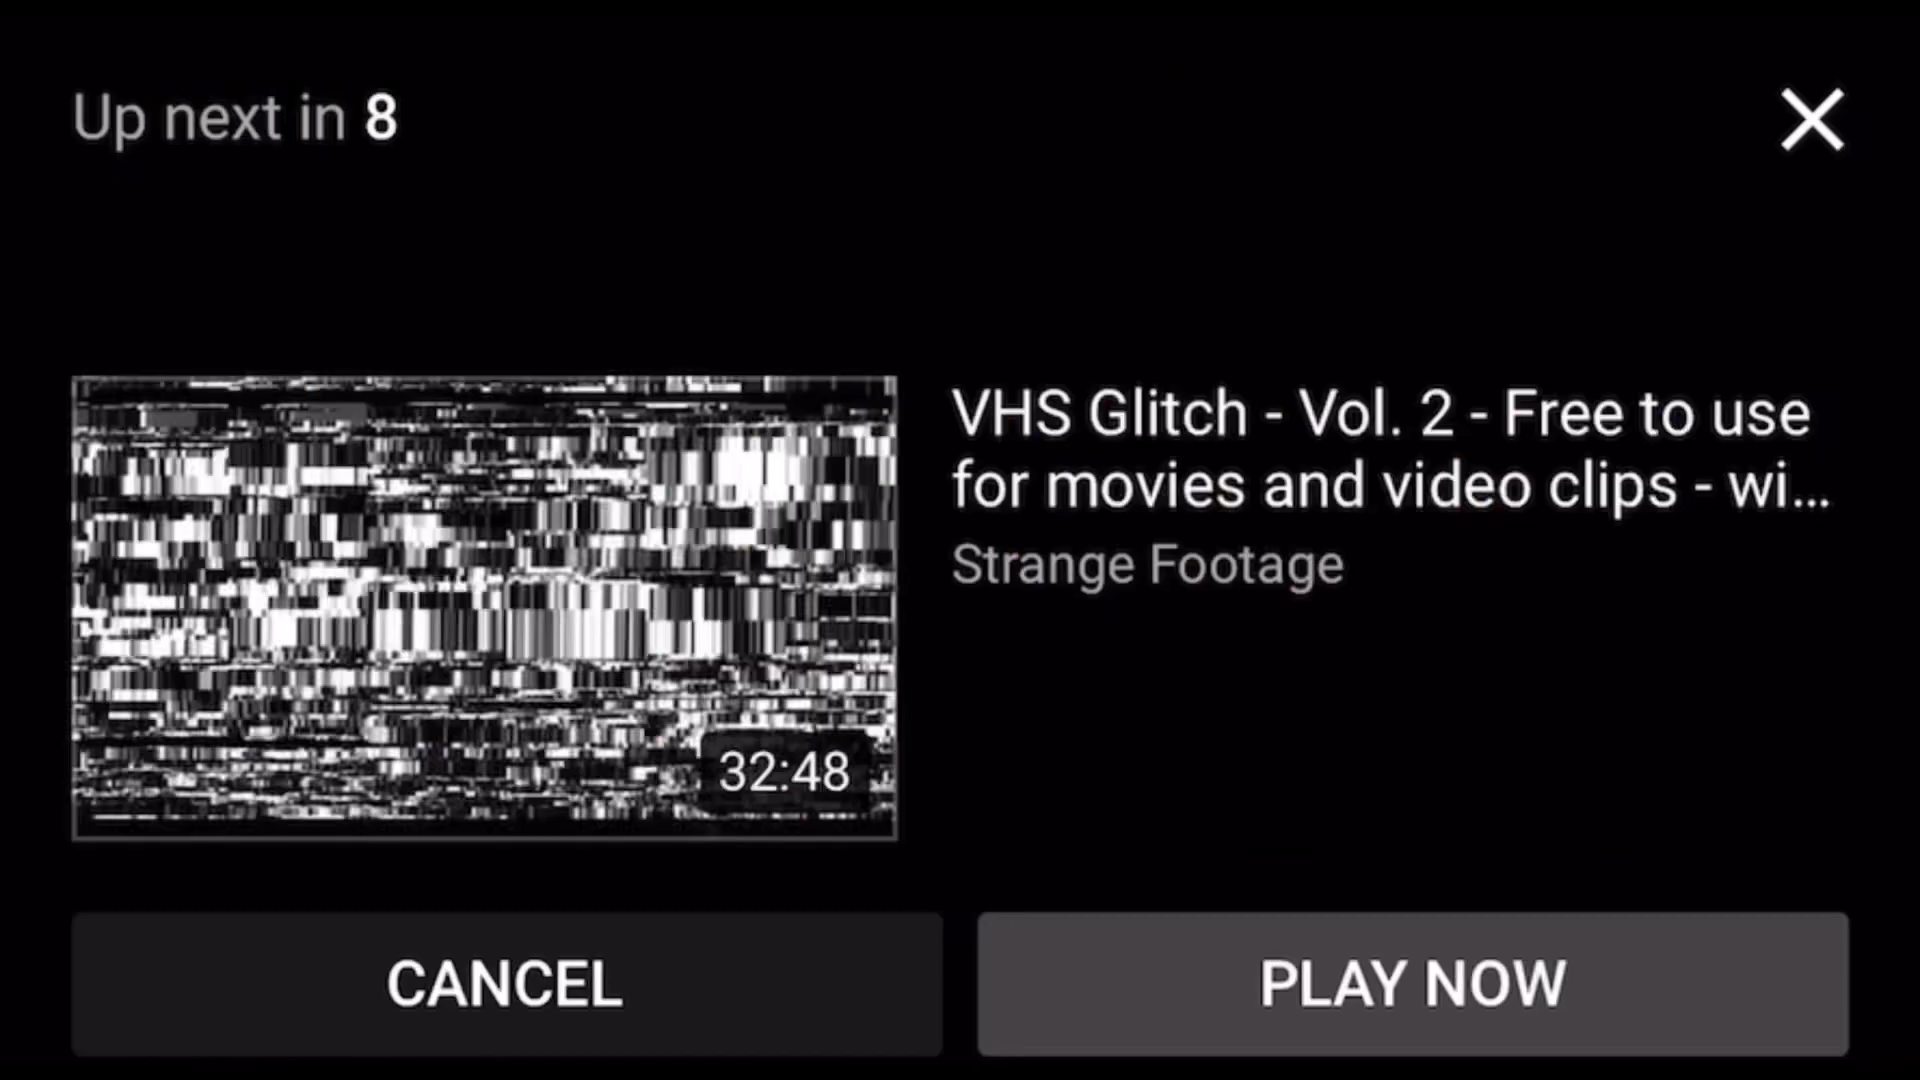 Up next in 8
VHS Glitch - Vol. 2 - Free to use
for movies and video clips - wi...
Strange Footage
32:48
CANCEL
PLAY NOW